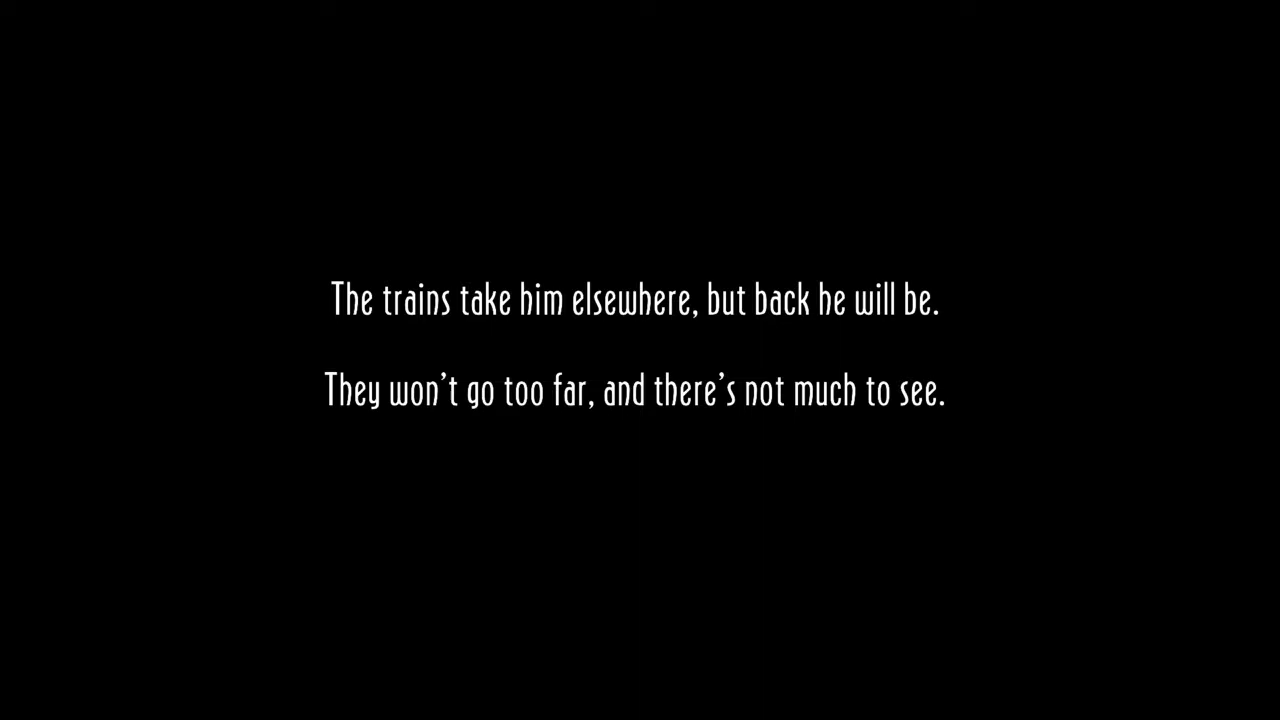 The trains take him elsewhere, but back he will be.
They won’t go too far, and there’s not much to see.